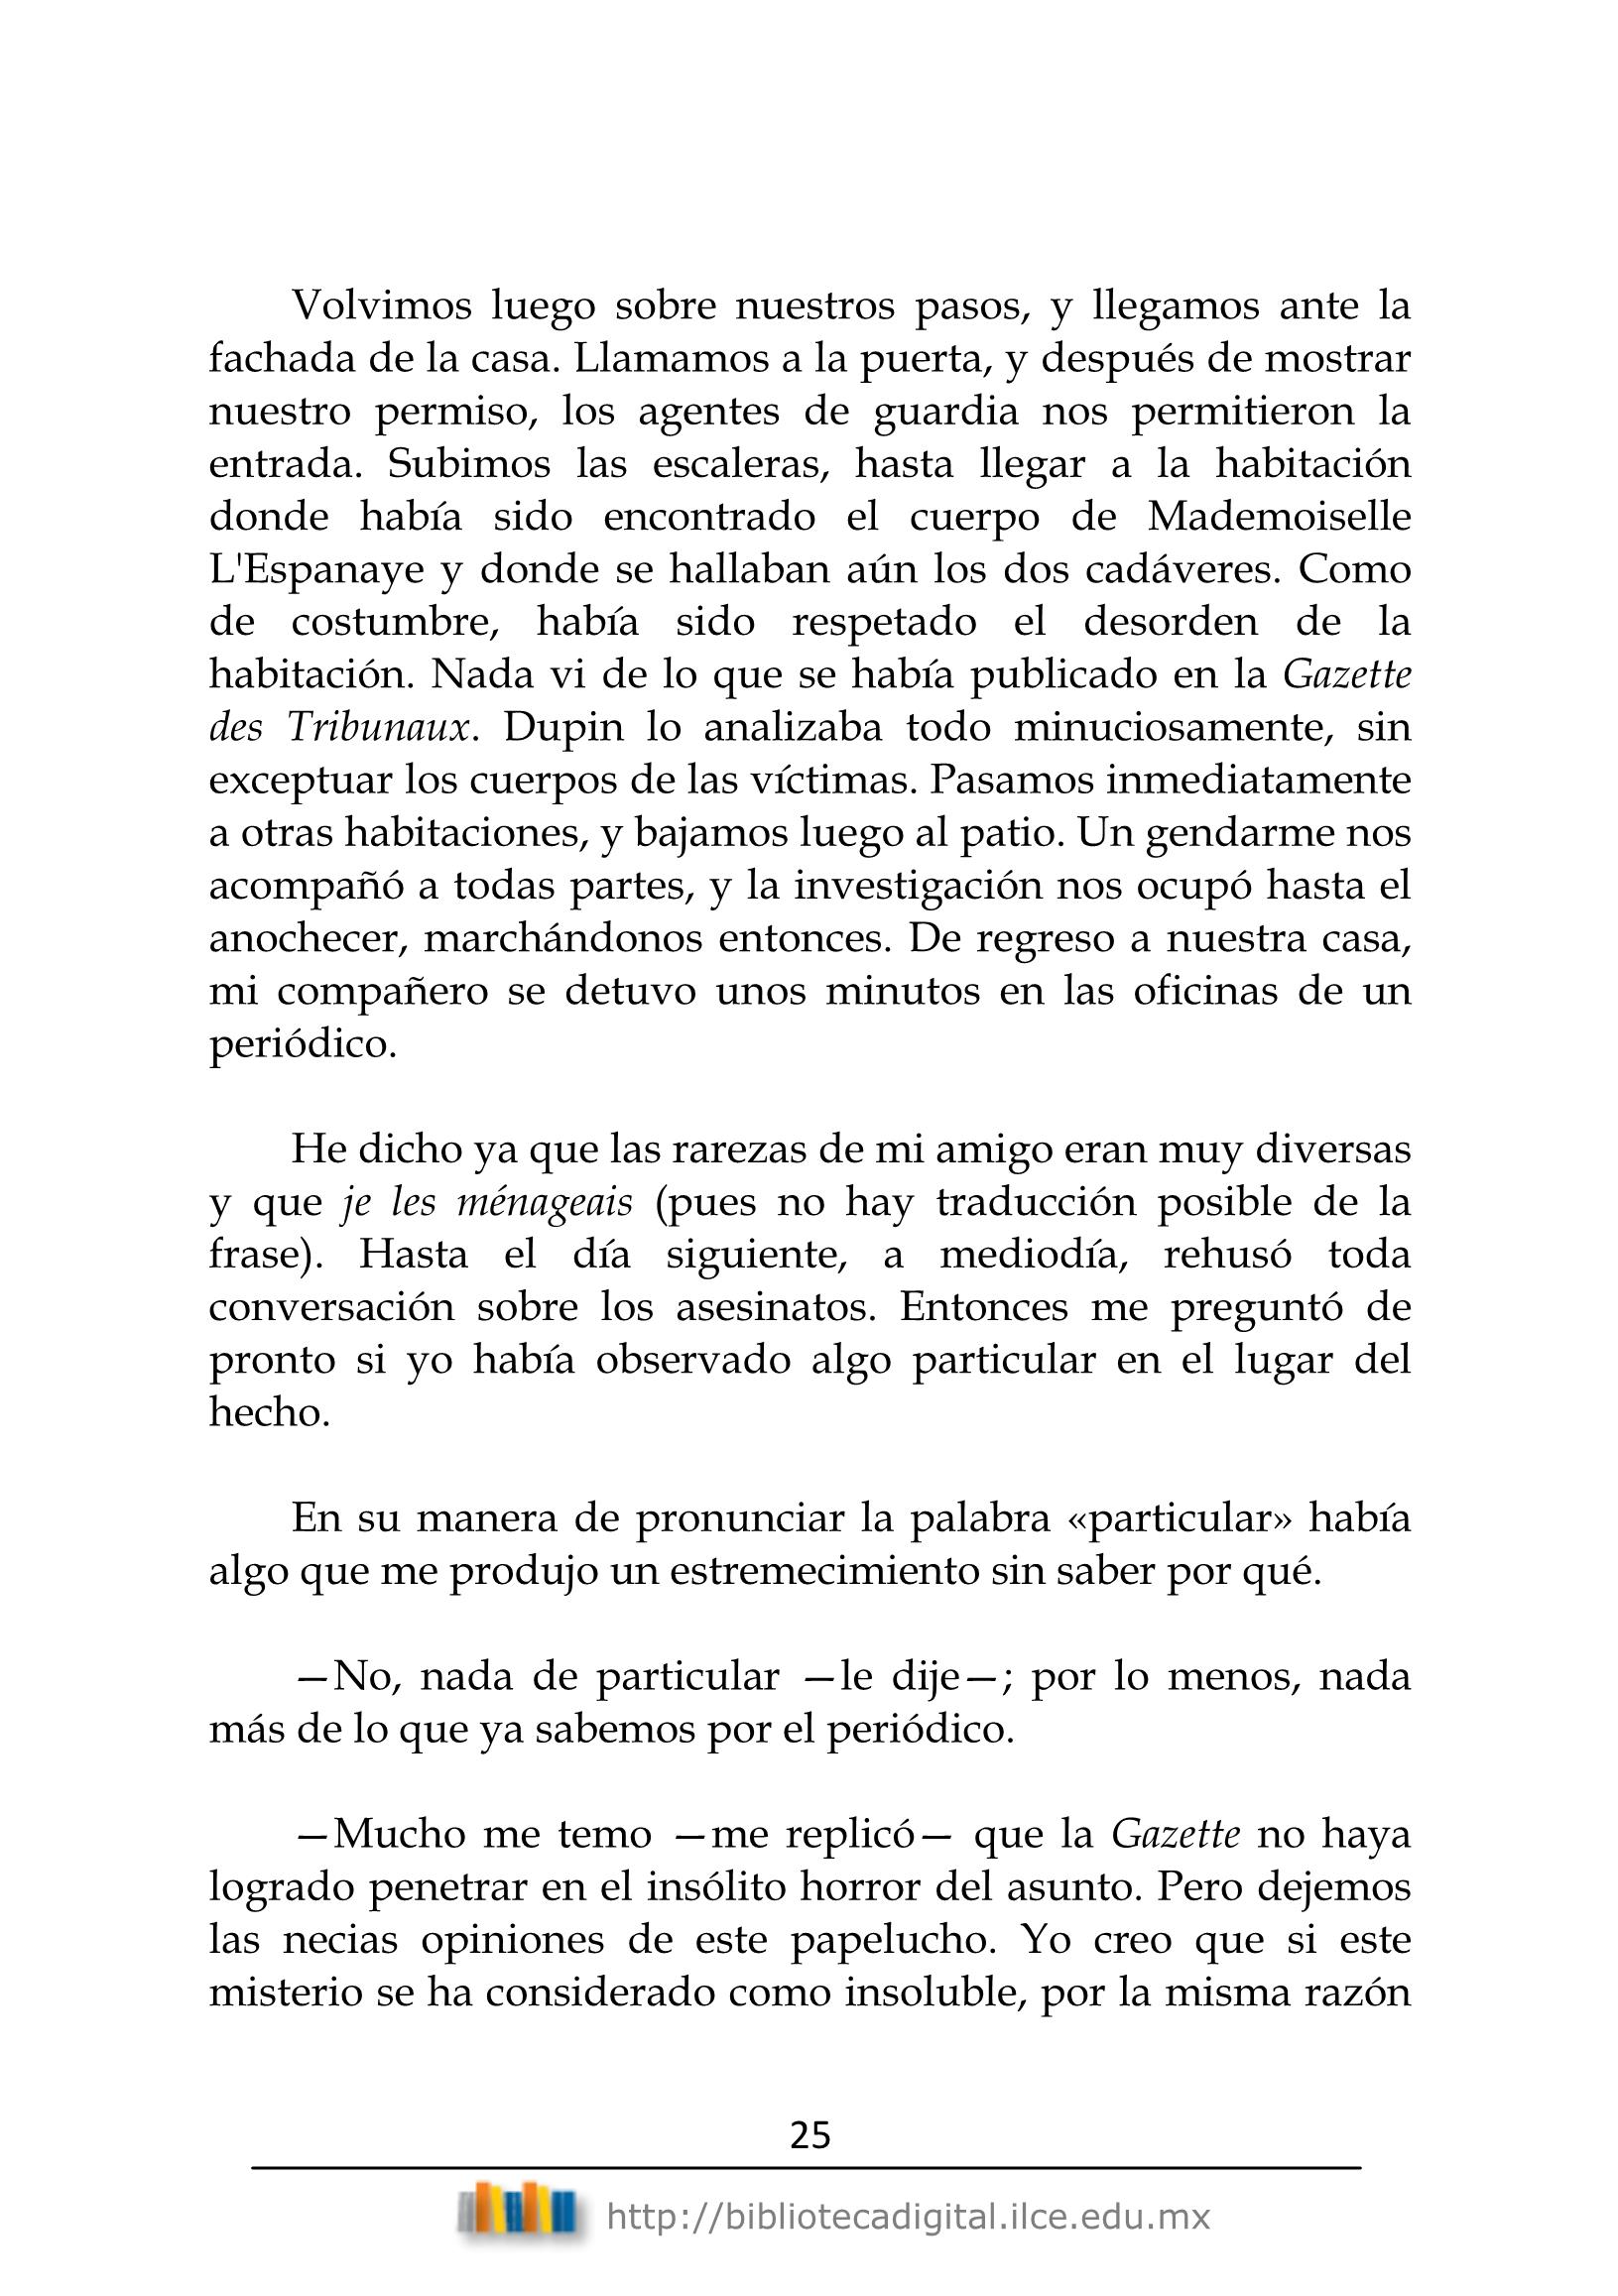 Volvimos luego sobre nuestros pasos, y llegamos ante la
fachada de la casa. Llamamos a la puerta, y después de mostrar
nuestro permiso, los agentes de guardia nos permitieron la
entrada. Subimos las escaleras, hasta llegar a la habitación
donde había sido encontrado el cuerpo de Mademoiselle
L'Espanaye y donde se hallaban aún los dos cadáveres. Como
de costumbre, había sido respetado el desorden de la
habitación. Nada vi de lo que se había publicado en la Gazette
des Tribunaux. Dupin lo analizaba todo minuciosamente, sin
exceptuar los cuerpos de las víctimas. Pasamos inmediatamente
a otras habitaciones, y bajamos luego al patio. Un gendarme nos
acompañó a todas partes, y la investigación nos ocupó hasta el
anochecer, marchándonos entonces. De regreso a nuestra casa,
mi compañero se detuvo unos minutos en las oficinas de un
periódico.
He dicho ya que las rarezas de mi amigo eran muy diversas
y que je les ménageais (pues no hay traducción posible de la
frase). Hasta el día siguiente, a mediodía, rehusó toda
conversación sobre los asesinatos. Entonces me preguntó de
pronto si yo había observado algo particular en el lugar del
hecho.
En su manera de pronunciar la palabra «particular» había
algo que me produjo un estremecimiento sin saber por qué.
—No, nada de particular —le dije—; por lo menos, nada
más de lo que ya sabemos por el periódico.
—Mucho me temo —me replicó— que la Gazette no haya
logrado penetrar en el insólito horror del asunto. Pero dejemos
las necias opiniones de este papelucho. Yo creo que si este
misterio se ha considerado como insoluble, por la misma razón
25
http://bibliotecadigital.ilce.edu.mx